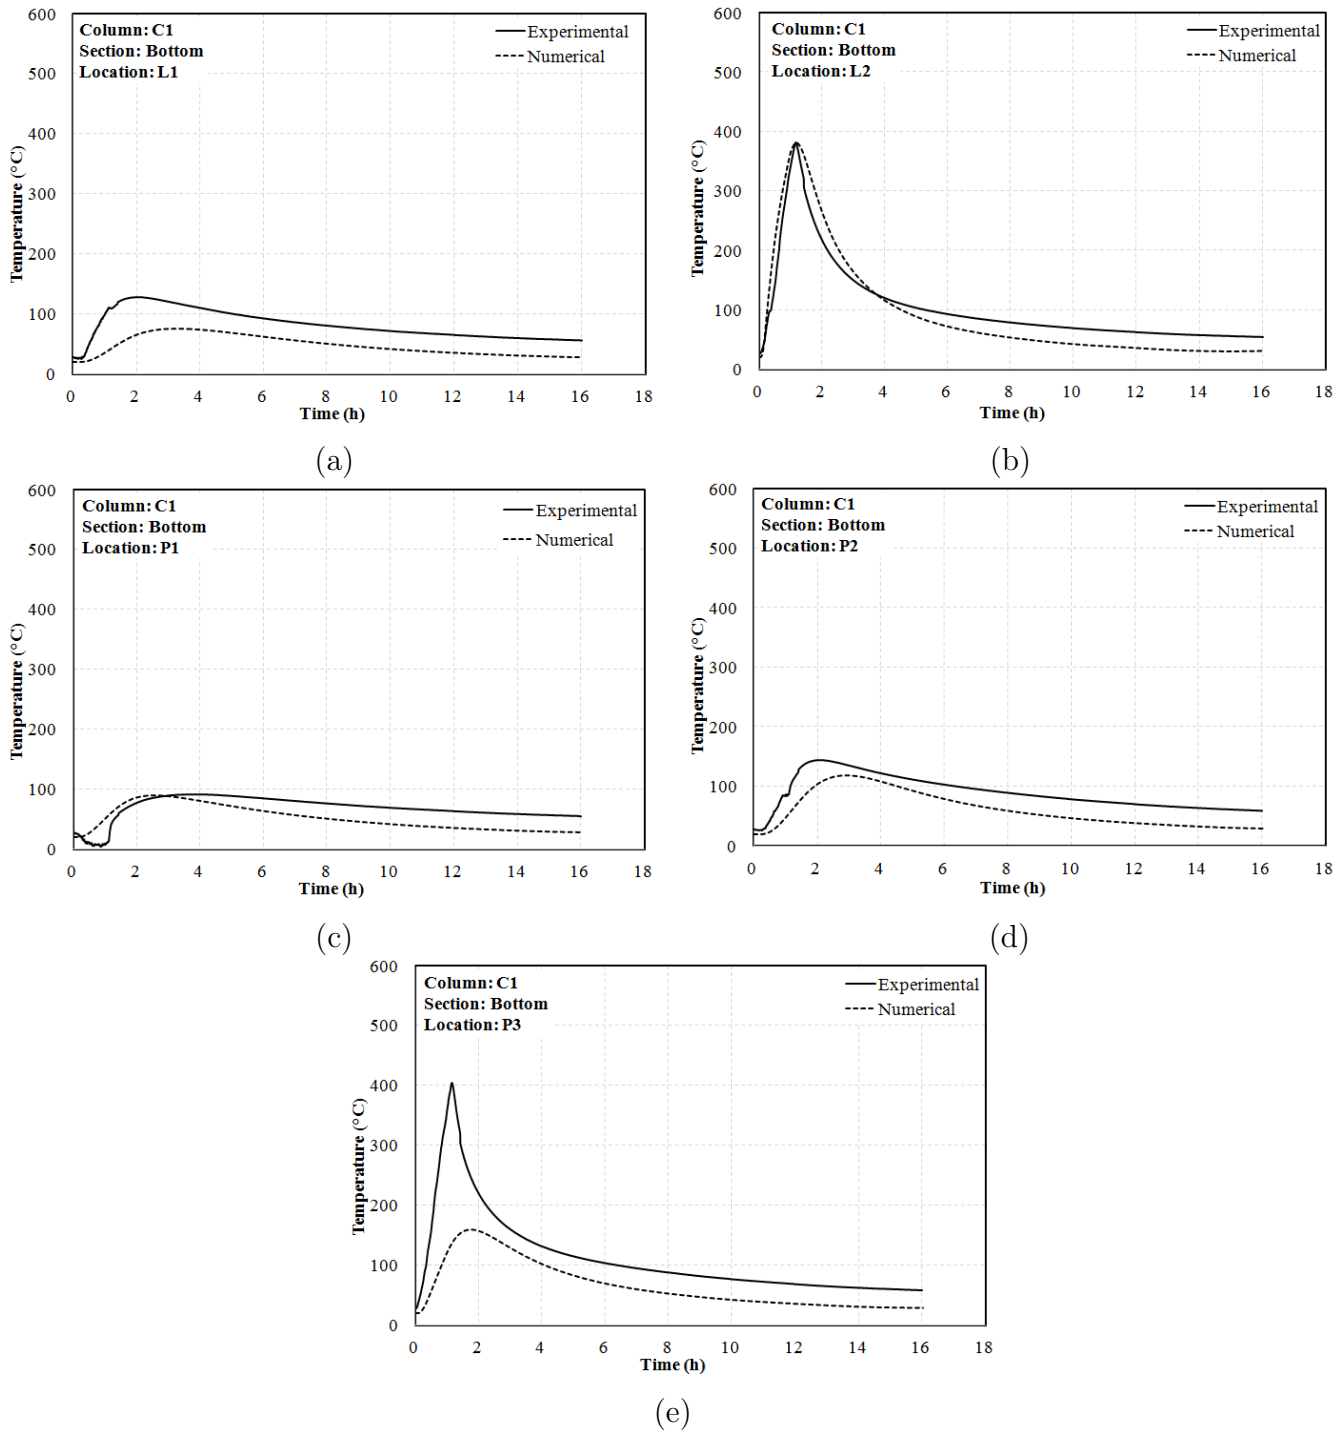 Column: C1
Section: Bottom
Location: L1
Experimental
Numerical
Temperature (°C)
600
500
400
300
200
100
0
0 2 4 6 8 10 12 14 16 18
Time (h)
(a)
Column: C1
Section: Bottom
Location: L2
Experimental
Numerical
Temperature (°C)
600
500
400
300
200
100
0
0 2 4 6 8 10 12 14 16 18
Time (h)
(b)
Column: C1
Section: Bottom
Location: P1
Experimental
Numerical
Temperature (°C)
600
500
400
300
200
100
0
0 2 4 6 8 10 12 14 16 18
Time (h)
(c)
Column: C1
Section: Bottom
Location: P2
Experimental
Numerical
Temperature (°C)
600
500
400
300
200
100
0
0 2 4 6 8 10 12 14 16 18
Time (h)
(d)
Column: C1
Section: Bottom
Location: P3
Experimental
Numerical
Temperature (°C)
600
500
400
300
200
100
0
0 2 4 6 8 10 12 14 16 18
Time (h)
(e)